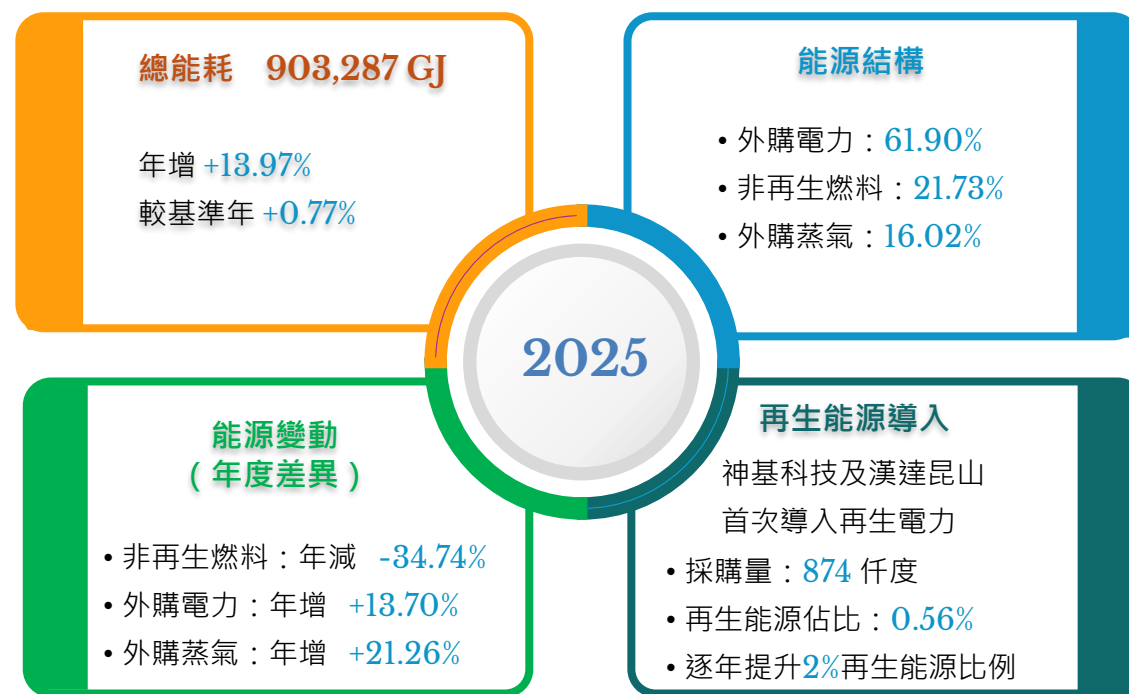 總能耗 903,287 GJ
年增 +13.97%
較基準年 +0.77%
能源結構
• 外購電力：61.90%
• 非再生燃料：21.73%
• 外購蒸氣：16.02%
2025
能源變動
(年度差異)
• 非再生燃料：年減 -34.74%
• 外購電力：年增 +13.70%
• 外購蒸氣：年增 +21.26%
再生能源導入
神基科技及漢達昆山
首次導入再生電力
• 採購量：874 仟度
• 再生能源佔比：0.56%
• 逐年提升2%再生能源比例